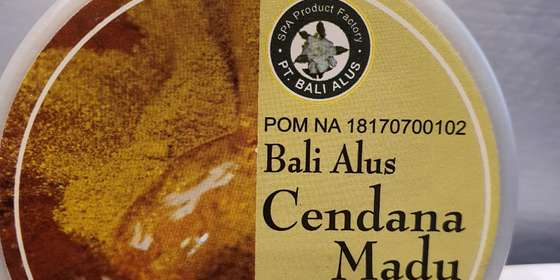 SPA Product Factory
PT. BALI ALUS
POM NA 18170700102
Bali Alus
Cendana
Madu